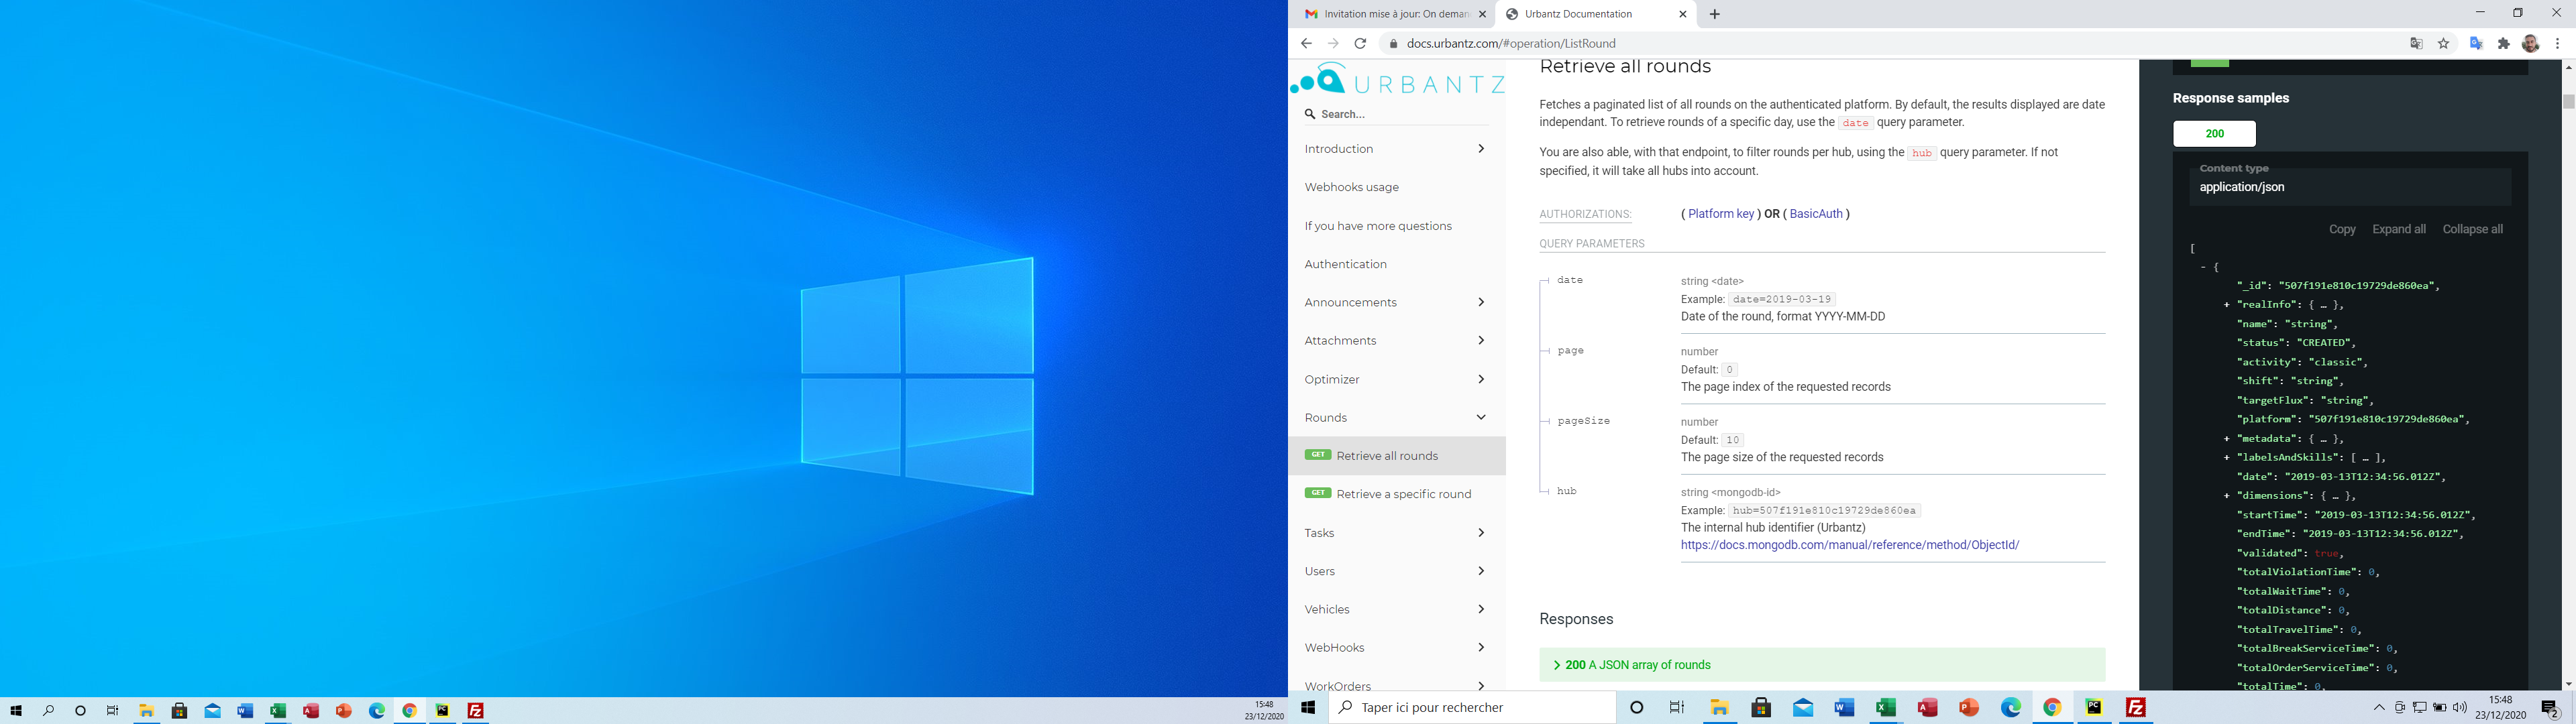 15:48
23/12/2020
Invitation mise à jour: On deman
Urbantz Documentation
docs.urbantz.com/#operation/ListRound
URBANTZ
Search...
Introduction
Webhooks usage
If you have more questions
Authentication
Announcements
Attachments
Optimizer
Rounds
GET Retrieve all rounds
GET Retrieve a specific round
Tasks
Users
Vehicles
WebHooks
WorkOrders
Retrieve all rounds
Fetches a paginated list of all rounds on the authenticated platform. By default, the results displayed are date
independant. To retrieve rounds of a specific day, use the date query parameter.
You are also able, with that endpoint, to filter rounds per hub, using the hub query parameter. If not
specified, it will take all hubs into account.
AUTHORIZATIONS: ( Platform key ) OR ( BasicAuth )
QUERY PARAMETERS
date string <date>
Example: date=2019-03-19
Date of the round, format YYYY-MM-DD
page number
Default: 0
The page index of the requested records
pageSize number
Default: 10
The page size of the requested records
hub string <mongodb-id>
Example: hub=507f191e810c19729de860ea
The internal hub identifier (Urbantz)
https://docs.mongodb.com/manual/reference/method/ObjectId/
Responses
200 A JSON array of rounds
Response samples
200
Content type
application/json
Copy Expand all Collapse all
[
- {
"_id": "507f191e810c19729de860ea",
+ "realInfo": { … },
"name": "string",
"status": "CREATED",
"activity": "classic",
"shift": "string",
"targetFlux": "string",
"platform": "507f191e810c19729de860ea",
+ "metadata": { … },
+ "labelsAndSkills": [ … ],
"date": "2019-03-13T12:34:56.012Z",
+ "dimensions": { … },
"startTime": "2019-03-13T12:34:56.012Z",
"endTime": "2019-03-13T12:34:56.012Z",
"validated": true,
"totalViolationTime": 0,
"totalWaitTime": 0,
"totalDistance": 0,
"totalTravelTime": 0,
"totalBreakServiceTime": 0,
"totalOrderServiceTime": 0,
"totalTime": 0,
Taper ici pour rechercher
15:48
23/12/2020
2